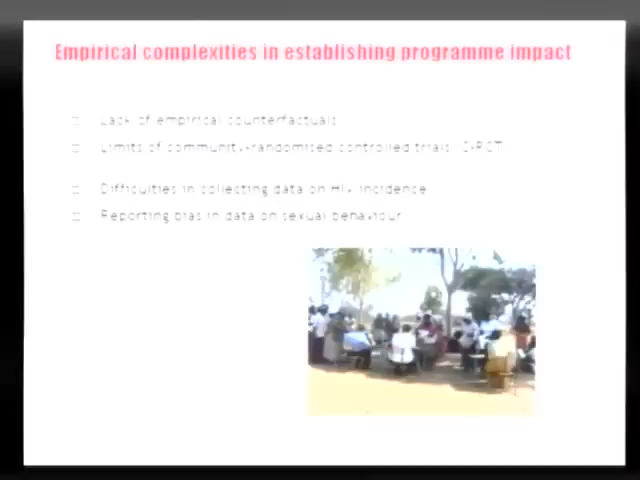 Empirical complexities in establishing programme impact
Lack of empirical counterfactuals
Limits of community-randomised controlled trials C-RCT
Difficulties in collecting data on HIV incidence
Reporting bias in data on sexual behaviour